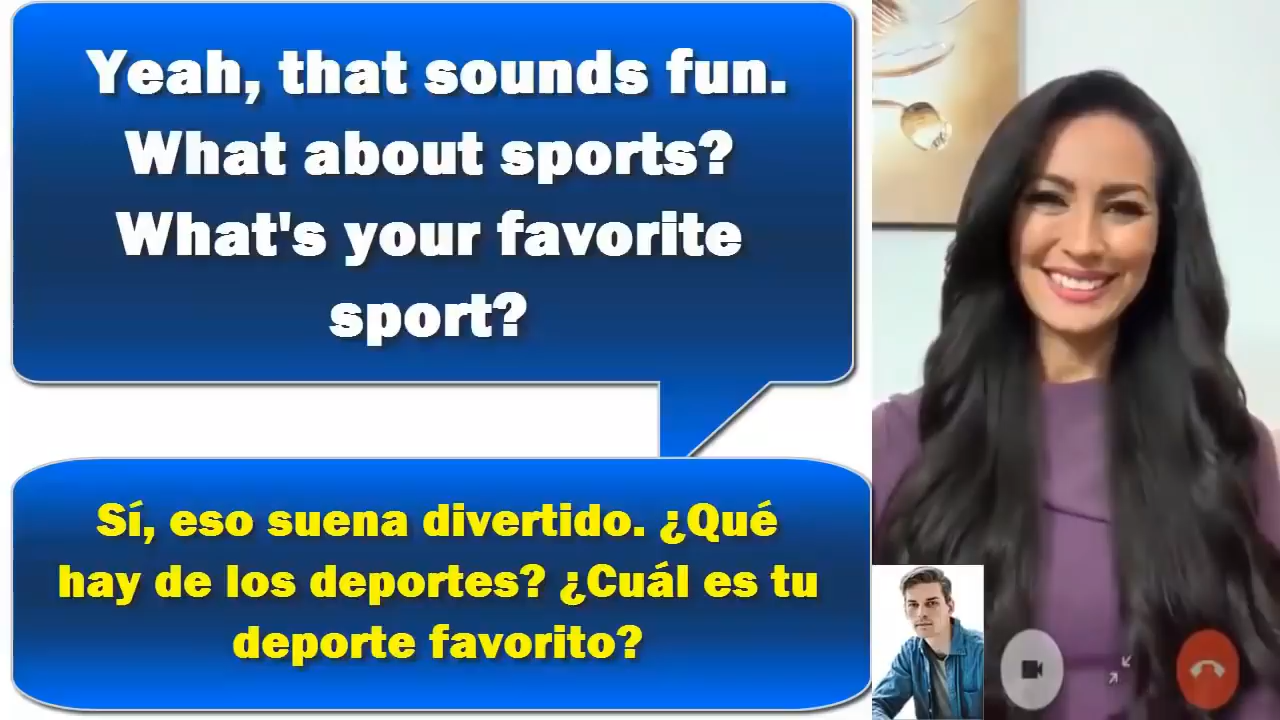 Yeah, that sounds fun.
What about sports?
What's your favorite
sport?
Sí, eso suena divertido. ¿Qué
hay de los deportes? ¿Cuál es tu
deporte favorito?